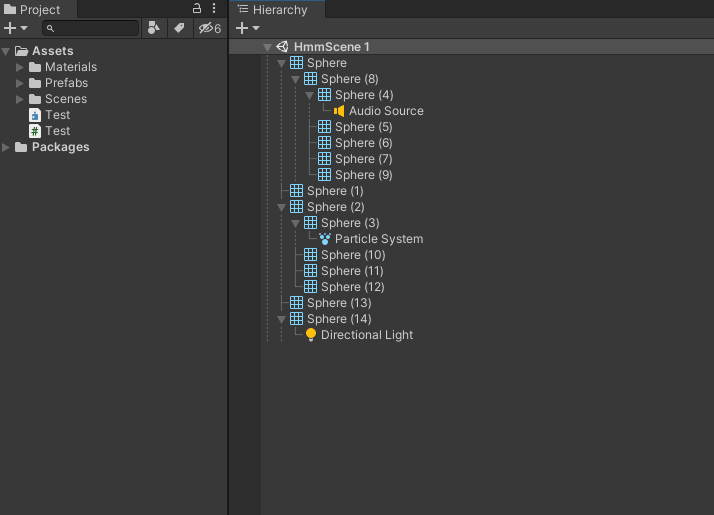 Project
6
Assets
Materials
Prefabs
Scenes
Test
# Test
Packages
Hierarchy
HmmScene 1
Sphere
Sphere (8)
Sphere (4)
Audio Source
Sphere (5)
Sphere (6)
Sphere (7)
Sphere (9)
Sphere (1)
Sphere (2)
Sphere (3)
Particle System
Sphere (10)
Sphere (11)
Sphere (12)
Sphere (13)
Sphere (14)
Directional Light